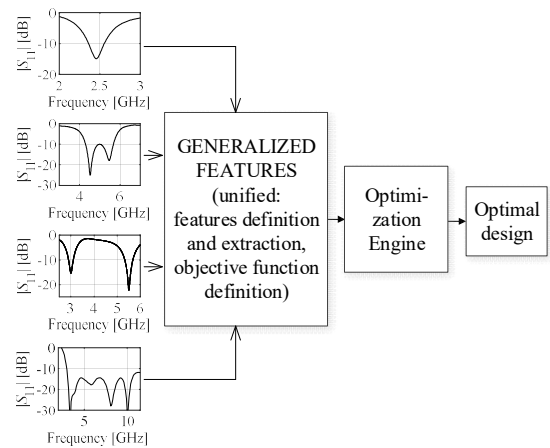 |S11| [dB]
0
-10
-20
2 2.5 3
Frequency [GHz]
|S11| [dB]
0
-10
-20
-30
4 6
Frequency [GHz]
|S11| [dB]
0
-10
-20
3 4 5 6
Frequency [GHz]
|S11| [dB]
0
-10
-20
-30
5 10
Frequency [GHz]
GENERALIZED
FEATURES
(unified:
features definition
and extraction,
objective function
definition)
Optimi-
zation
Engine
Optimal
design